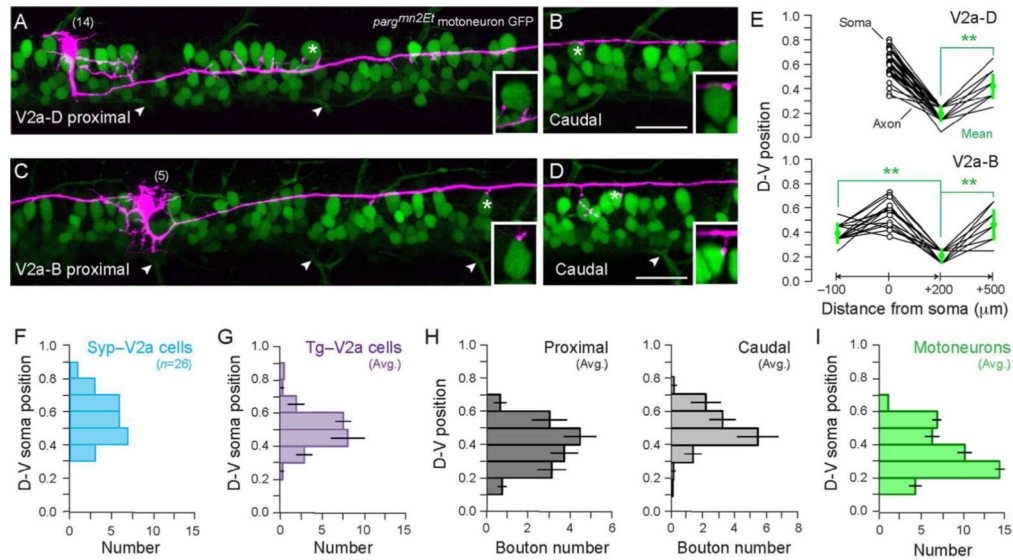 A
(14)
pargmn2Et motoneuron GFP
*
V2a-D proximal
B
*
Caudal
C
(5)
*
V2a-B proximal
D
*
Caudal
E
V2a-D
Soma
**
Axon
Mean
D-V position
1.0
0.8
0.6
0.4
0.2
0.0
V2a-B
**
**
D-V position
1.0
0.8
0.6
0.4
0.2
0.0
–100 0 +200 +500
Distance from soma (μm)
F
Syp–V2a cells
(n=26)
D-V soma position
1.0
0.8
0.6
0.4
0.2
0.0
0 5 10 15
Number
G
Tg–V2a cells
(Avg.)
D-V soma position
1.0
0.8
0.6
0.4
0.2
0.0
0 5 10 15
Number
H
Proximal
(Avg.)
D-V position
1.0
0.8
0.6
0.4
0.2
0.0
0 2 4 6
Bouton number
Caudal
(Avg.)
1.0
0.8
0.6
0.4
0.2
0.0
0 2 4 6 8
Bouton number
I
Motoneurons
(Avg.)
D-V soma position
1.0
0.8
0.6
0.4
0.2
0.0
0 5 10 15
Number